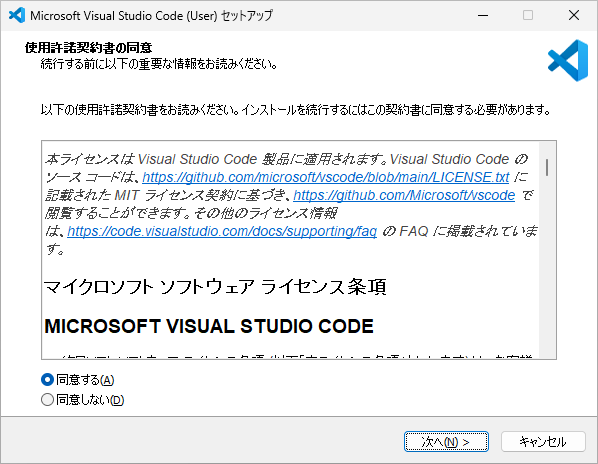 Microsoft Visual Studio Code (User) セットアップ
使用許諾契約書の同意
続行する前に以下の重要な情報をお読みください。
以下の使用許諾契約書をお読みください。インストールを続行するにはこの契約書に同意する必要があります。
本ライセンスは Visual Studio Code 製品に適用されます。Visual Studio Code の
ソース コードは、https://github.com/microsoft/vscode/blob/main/LICENSE.txt に
記載された MIT ライセンス契約に基づき、https://github.com/Microsoft/vscode で
閲覧することができます。その他のライセンス情報
は、https://code.visualstudio.com/docs/supporting/faq の FAQ に掲載されていま
す。
マイクロソフト ソフトウェア ライセンス条項
MICROSOFT VISUAL STUDIO CODE
同意する(A)
同意しない(D)
次へ(N) >
キャンセル